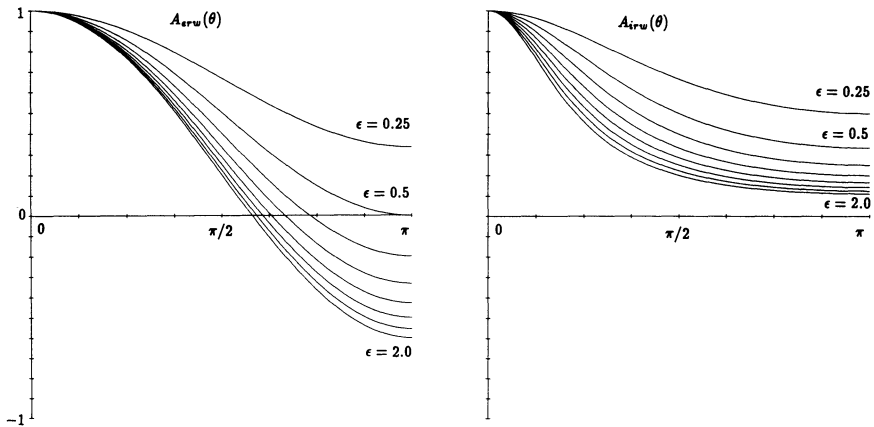 1
A_erw(θ)
ϵ = 0.25
ϵ = 0.5
0
0
π/2
π
ϵ = 2.0
−1
A_irw(θ)
ϵ = 0.25
ϵ = 0.5
ϵ = 2.0
0
π/2
π